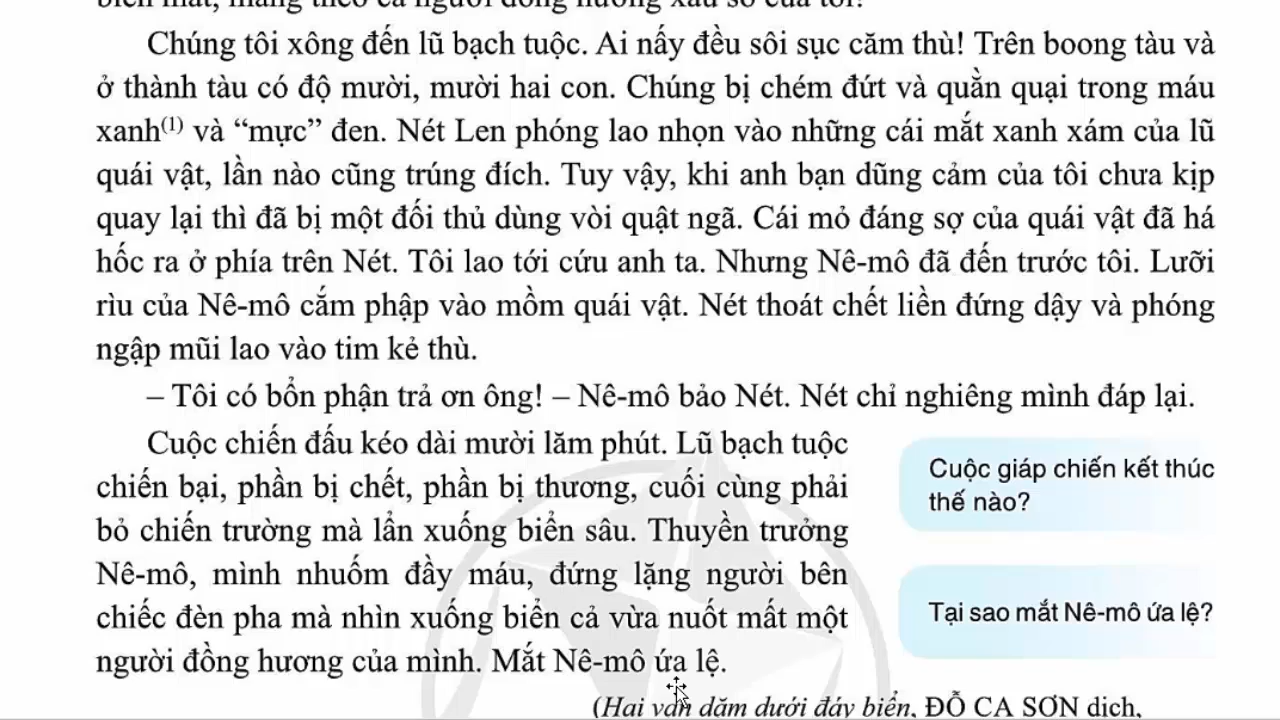 biến mất, mang theo cả người đồng hương xấu số của tôi!
Chúng tôi xông đến lũ bạch tuộc. Ai nấy đều sôi sục căm thù! Trên boong tàu và
ở thành tàu có độ mười, mười hai con. Chúng bị chém đứt và quằn quại trong máu
xanh(1) và “mực” đen. Nét Len phóng lao nhọn vào những cái mắt xanh xám của lũ
quái vật, lần nào cũng trúng đích. Tuy vậy, khi anh bạn dũng cảm của tôi chưa kịp
quay lại thì đã bị một đối thủ dùng vòi quật ngã. Cái mỏ đáng sợ của quái vật đã há
hốc ra ở phía trên Nét. Tôi lao tới cứu anh ta. Nhưng Nê-mô đã đến trước tôi. Lưỡi
rìu của Nê-mô cắm phập vào mồm quái vật. Nét thoát chết liền đứng dậy và phóng
ngập mũi lao vào tim kẻ thù.
– Tôi có bổn phận trả ơn ông! – Nê-mô bảo Nét. Nét chỉ nghiêng mình đáp lại.
Cuộc chiến đấu kéo dài mười lăm phút. Lũ bạch tuộc
chiến bại, phần bị chết, phần bị thương, cuối cùng phải
bỏ chiến trường mà lẩn xuống biển sâu. Thuyền trưởng
Nê-mô, mình nhuốm đầy máu, đứng lặng người bên
chiếc đèn pha mà nhìn xuống biển cả vừa nuốt mất một
người đồng hương của mình. Mắt Nê-mô ứa lệ.
Cuộc giáp chiến kết thúc
thế nào?
Tại sao mắt Nê-mô ứa lệ?
(Hai vạn dặm dưới đáy biển, ĐỖ CA SƠN dịch,